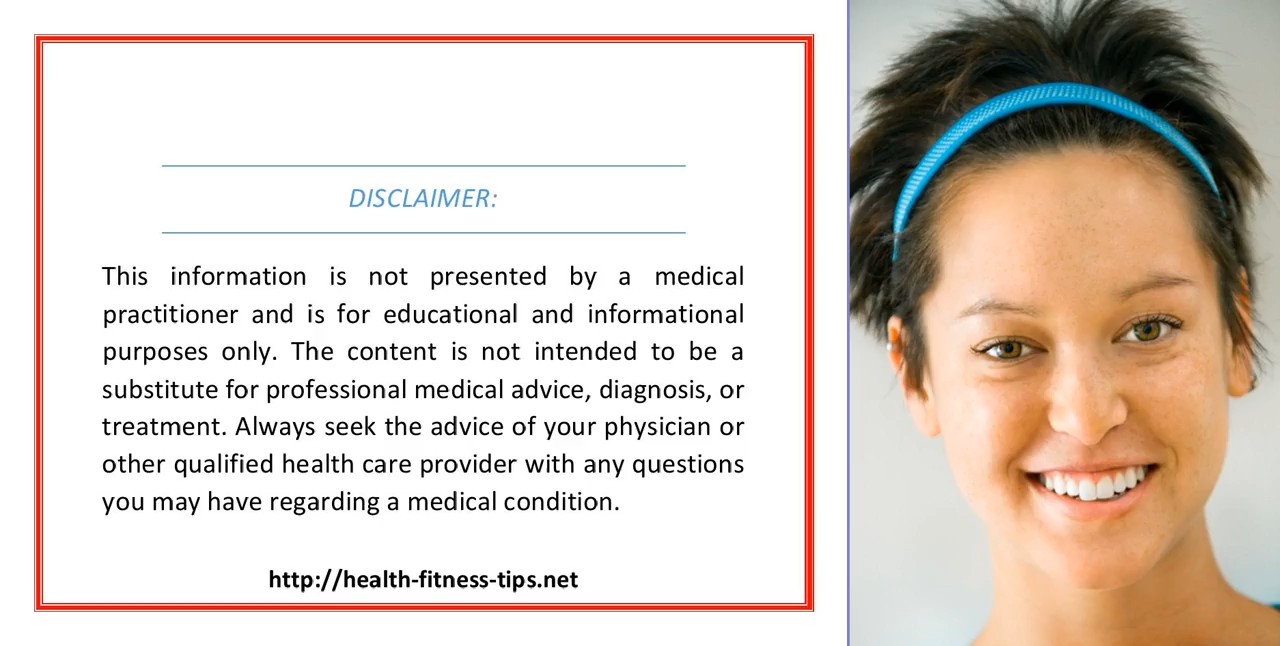 DISCLAIMER:
This information is not presented by a medical
practitioner and is for educational and informational
purposes only. The content is not intended to be a
substitute for professional medical advice, diagnosis, or
treatment. Always seek the advice of your physician or
other qualified health care provider with any questions
you may have regarding a medical condition.
http://health-fitness-tips.net